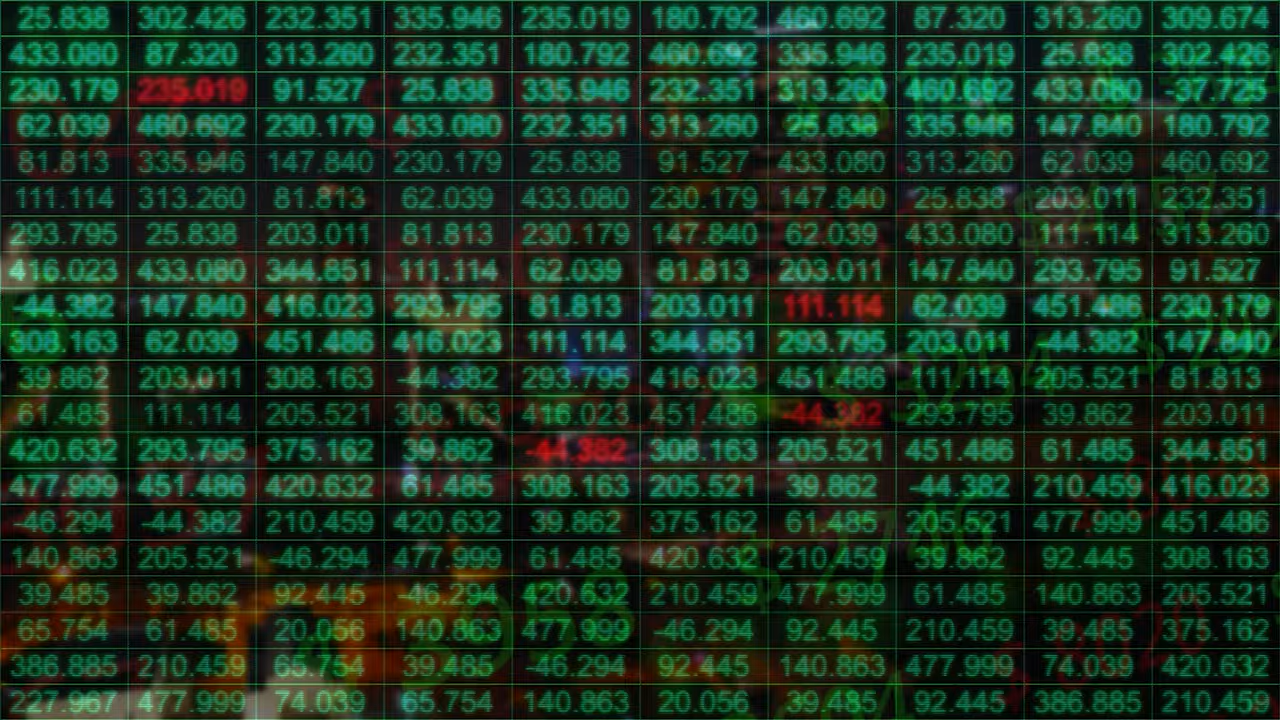 25.838 302.426 232.351 335.946 235.019 180.792 460.692 87.320 313.260 309.674
433.080 87.320 313.260 232.351 180.792 460.692 335.946 235.019 25.838 302.426
230.179 235.019 91.527 25.838 335.946 232.351 313.260 460.692 433.080 -37.725
62.039 460.692 230.179 433.080 232.351 313.260 25.838 335.946 147.840 180.792
81.813 335.946 147.840 230.179 25.838 91.527 433.080 313.260 62.039 460.692
111.114 313.260 81.813 62.039 433.080 230.179 147.840 25.838 203.011 232.351
293.795 25.838 203.011 81.813 230.179 147.840 62.039 433.080 111.114 313.260
416.023 433.080 344.851 111.114 62.039 81.813 203.011 147.840 293.795 91.527
-44.382 147.840 416.023 293.795 81.813 203.011 111.114 62.039 451.486 230.179
308.163 62.039 451.486 416.023 111.114 344.851 293.795 203.011 -44.382 147.840
39.862 203.011 308.163 -44.382 293.795 416.023 451.486 111.114 205.521 81.813
61.485 111.114 205.521 308.163 416.023 451.486 -44.382 293.795 39.862 203.011
420.632 293.795 375.162 39.862 -44.382 308.163 205.521 451.486 61.485 344.851
477.999 451.486 420.632 61.485 308.163 205.521 39.862 -44.382 210.459 416.023
-46.294 -44.382 210.459 420.632 39.862 375.162 61.485 205.521 477.999 451.486
140.863 205.521 -46.294 477.999 61.485 420.632 210.459 39.862 92.445 308.163
39.485 39.862 92.445 -46.294 420.632 210.459 477.999 61.485 140.863 205.521
65.754 61.485 20.056 140.863 477.999 -46.294 92.445 210.459 39.485 375.162
386.885 210.459 65.754 39.485 -46.294 92.445 140.863 477.999 74.039 420.632
227.967 477.999 74.039 65.754 140.863 20.056 39.485 92.445 386.885 210.459